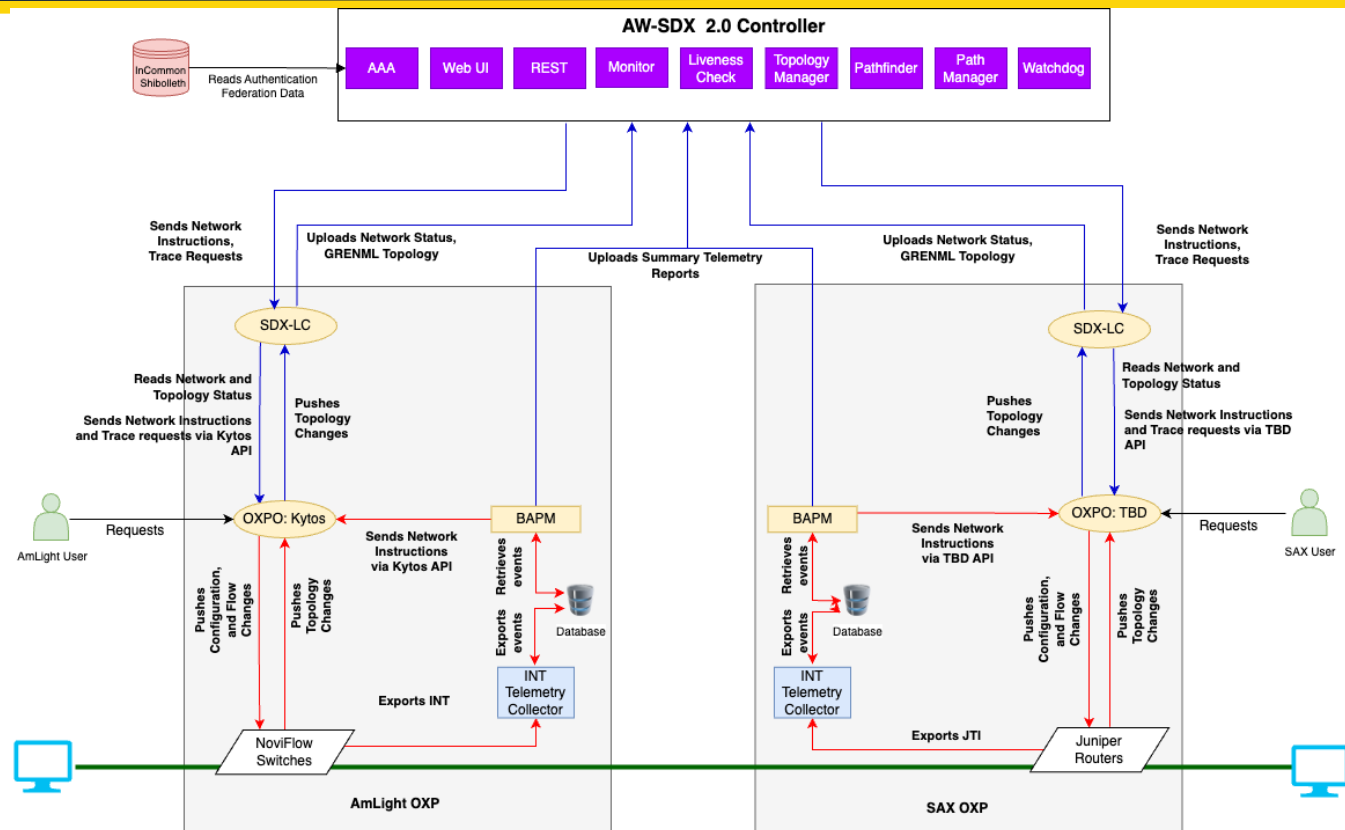 AW-SDX 2.0 Controller
InCommon
Shibolleth
Reads Authentication
Federation Data
AAA
Web UI
REST
Monitor
Liveness
Check
Topology
Manager
Pathfinder
Path
Manager
Watchdog
Sends Network
Instructions,
Trace Requests
Uploads Network Status,
GRENML Topology
Uploads Summary Telemetry
Reports
Uploads Network Status,
GRENML Topology
Sends Network
Instructions,
Trace Requests
SDX-LC
Reads Network and
Topology Status
Sends Network Instructions
and Trace requests via Kytos
API
Pushes
Topology
Changes
AmLight User
Requests
OXPO: Kytos
Sends Network
Instructions
via Kytos API
BAPM
Retrieves
events
Database
Exports
events
INT
Telemetry
Collector
Pushes
Configuration,
and Flow
Changes
Pushes
Topology
Changes
Exports INT
NoviFlow
Switches
AmLight OXP
SDX-LC
Reads Network and
Topology Status
Pushes
Topology
Changes
Sends Network Instructions
and Trace requests via TBD
API
BAPM
Sends Network
Instructions
via TBD API
OXPO: TBD
Requests
SAX User
Retrieves
events
Database
Exports
events
INT
Telemetry
Collector
Pushes
Configuration,
and Flow
Changes
Pushes
Topology
Changes
Exports JTI
Juniper
Routers
SAX OXP